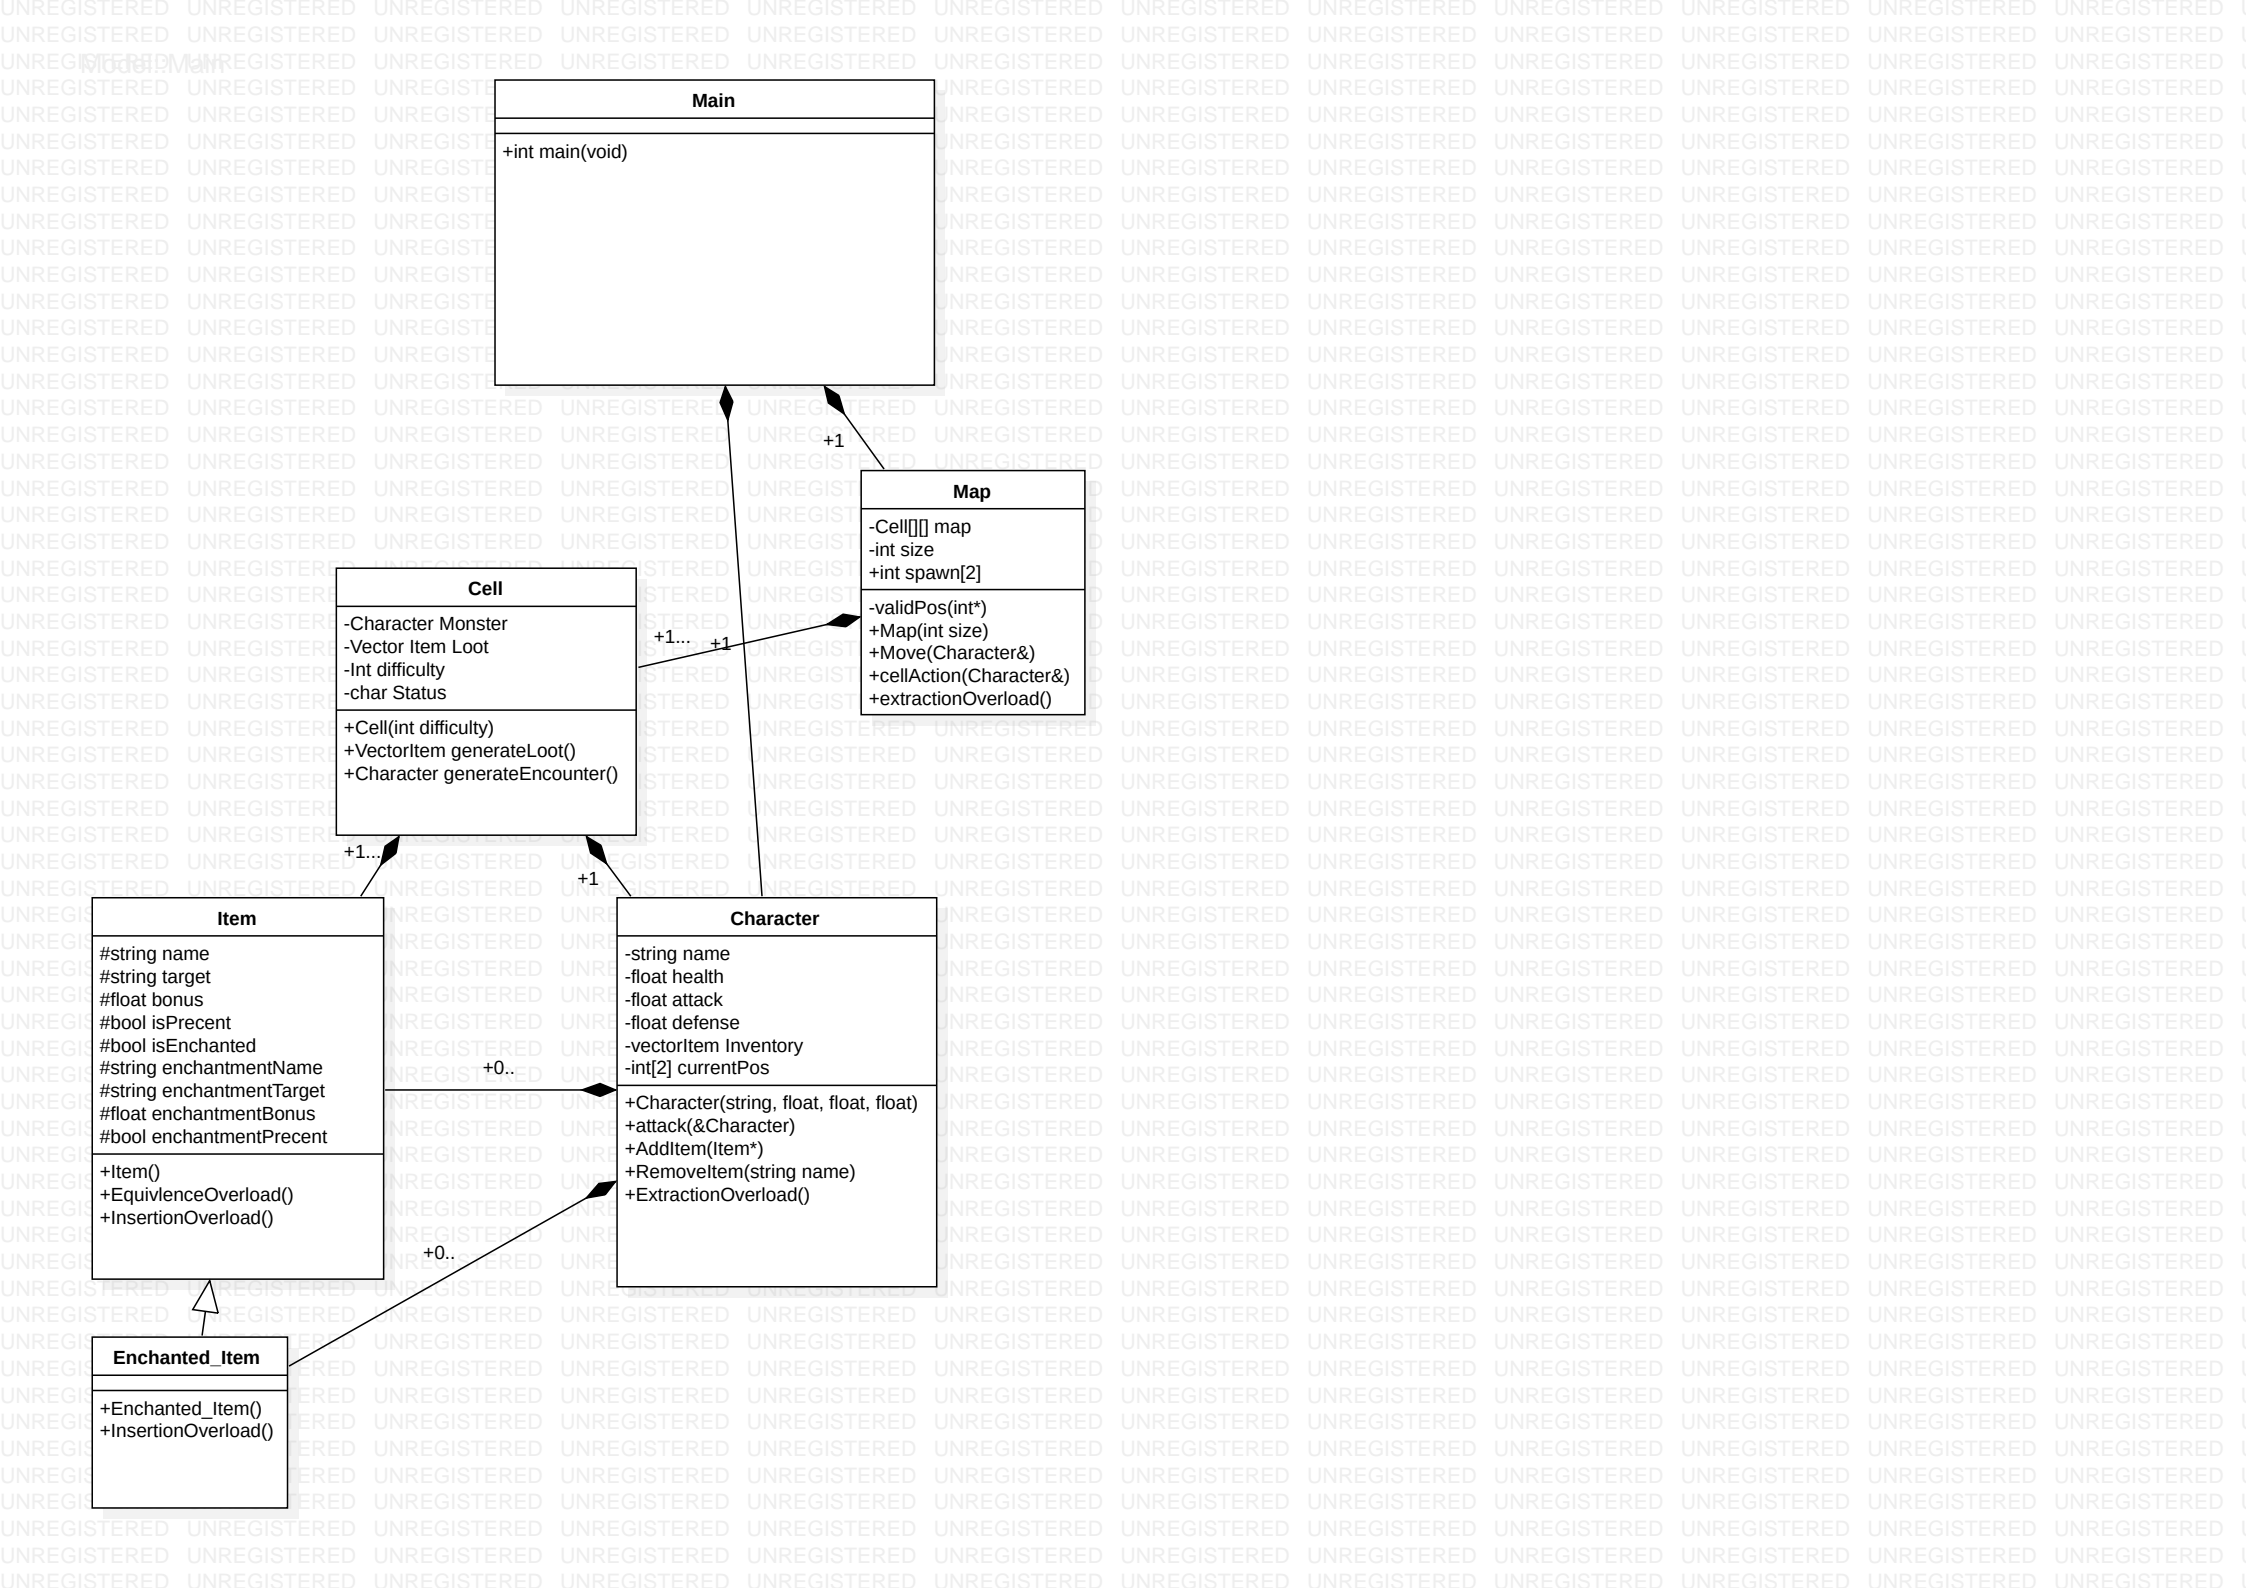 Model::Main
Main
+int main(void)
+1
Map
-Cell[][] map
-int size
+int spawn[2]
-validPos(int*)
+Map(int size)
+Move(Character&)
+cellAction(Character&)
+extractionOverload()
Cell
-Character Monster
-Vector Item Loot
-Int difficulty
-char Status
+Cell(int difficulty)
+VectorItem generateLoot()
+Character generateEncounter()
+1...
+1
+1...
+1
Item
#string name
#string target
#float bonus
#bool isPrecent
#bool isEnchanted
#string enchantmentName
#string enchantmentTarget
#float enchantmentBonus
#bool enchantmentPrecent
+Item()
+EquivlenceOverload()
+InsertionOverload()
Character
-string name
-float health
-float attack
-float defense
-vectorItem Inventory
-int[2] currentPos
+Character(string, float, float, float)
+attack(&Character)
+AddItem(Item*)
+RemoveItem(string name)
+ExtractionOverload()
+0..
+0..
Enchanted_Item
+Enchanted_Item()
+InsertionOverload()
UNREGISTERED